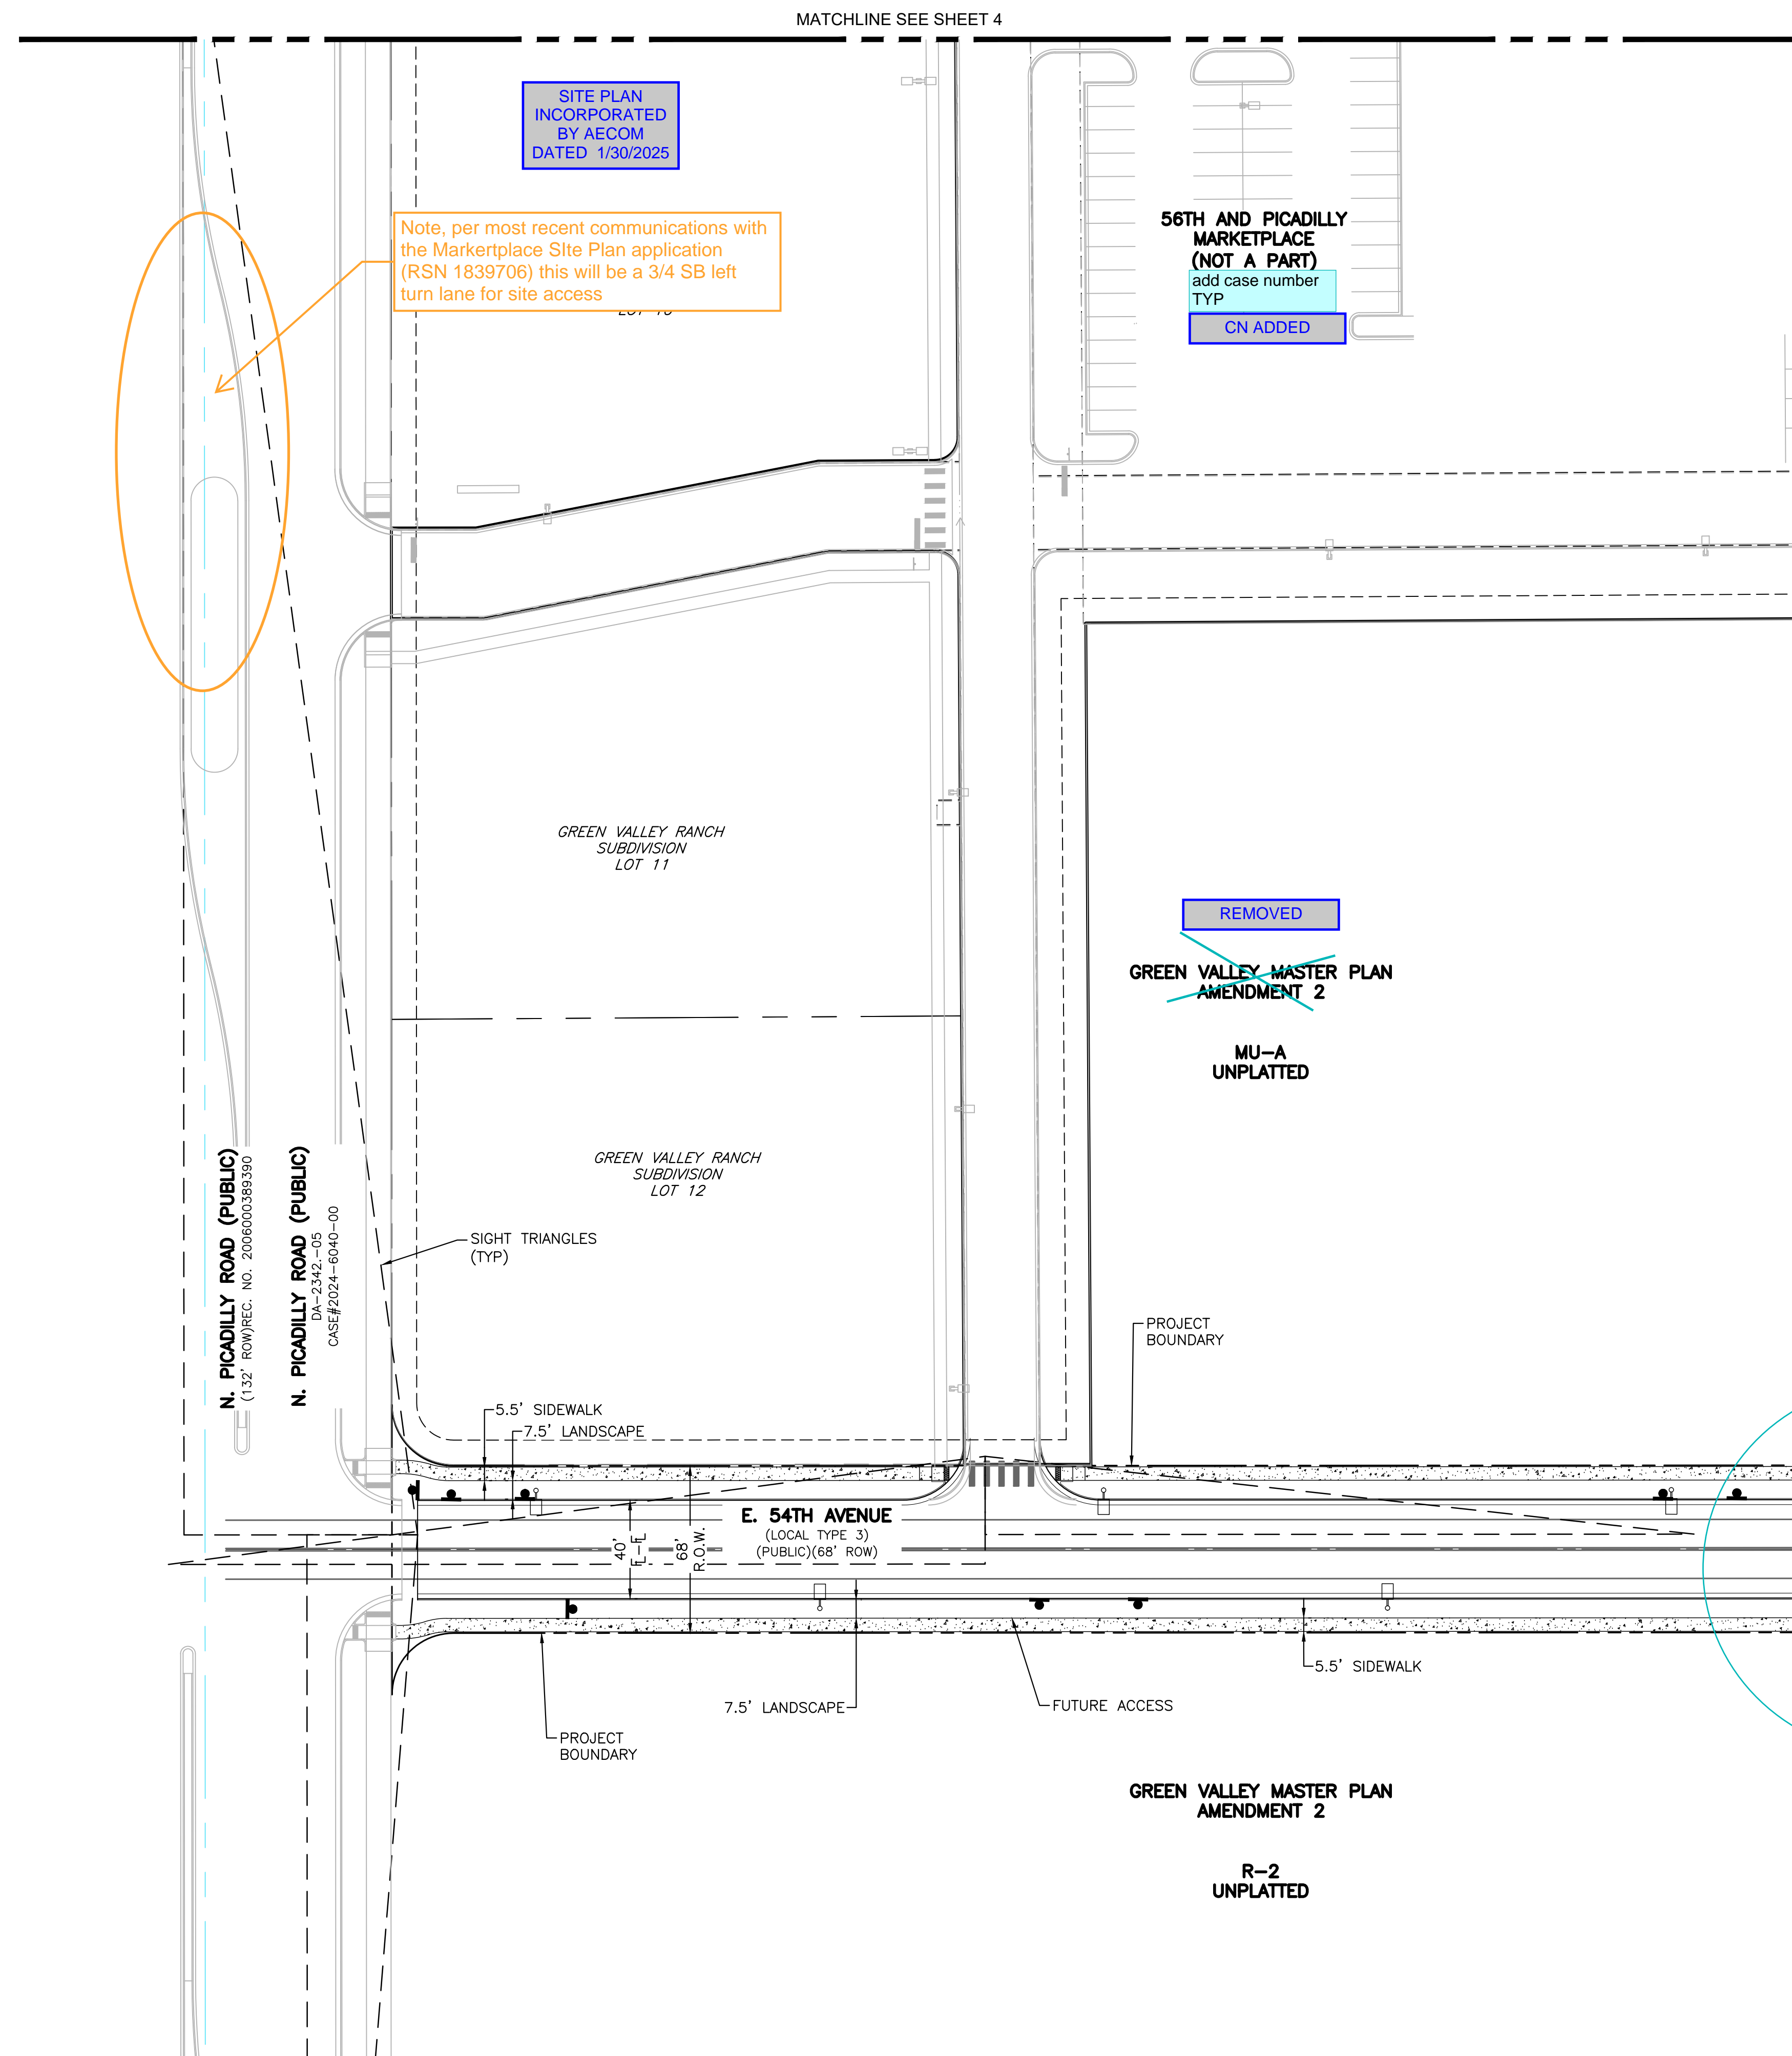 MATCHLINE SEE SHEET 4
SITE PLAN
INCORPORATED
BY AECOM
DATED 1/30/2025
Note, per most recent communications with
the Markertplace SIte Plan application
(RSN 1839706) this will be a 3/4 SB left
turn lane for site access
56TH AND PICADILLY
MARKETPLACE
(NOT A PART)
add case number
TYP
CN ADDED
GREEN VALLEY RANCH
SUBDIVISION
LOT 11
REMOVED
GREEN VALLEY MASTER PLAN
AMENDMENT 2
MU-A
UNPLATTED
GREEN VALLEY RANCH
SUBDIVISION
LOT 12
N. PICADILLY ROAD (PUBLIC)
(132' ROW)REC. NO. 2006000389390
N. PICADILLY ROAD (PUBLIC)
DA-2342.-05
CASE#2024-6040-00
SIGHT TRIANGLES
(TYP)
PROJECT
BOUNDARY
5.5' SIDEWALK
7.5' LANDSCAPE
40'
FL-FL
68'
R.O.W.
E. 54TH AVENUE
(LOCAL TYPE 3)
(PUBLIC)(68' ROW)
5.5' SIDEWALK
7.5' LANDSCAPE
FUTURE ACCESS
PROJECT
BOUNDARY
GREEN VALLEY MASTER PLAN
AMENDMENT 2
R-2
UNPLATTED